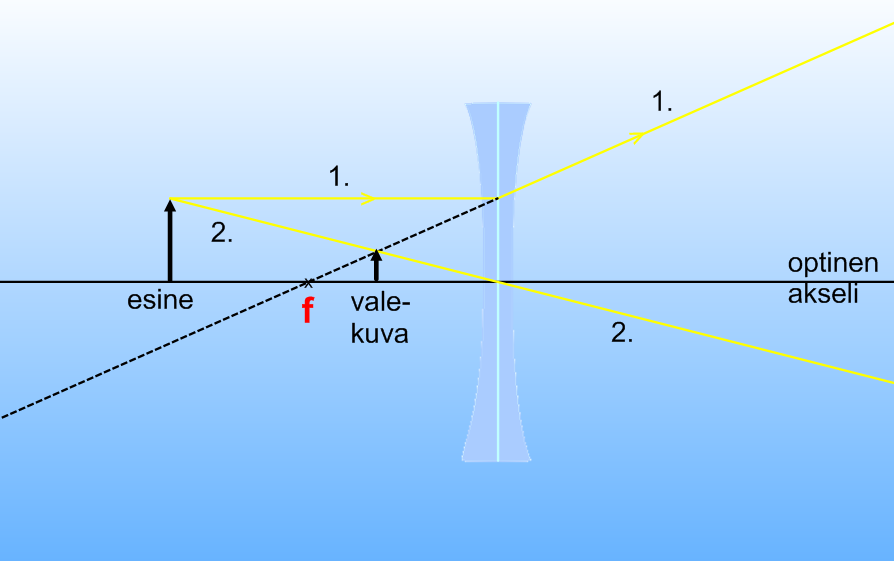 1.
1.
2.
optinen
akseli
esine
f
vale-
kuva
2.